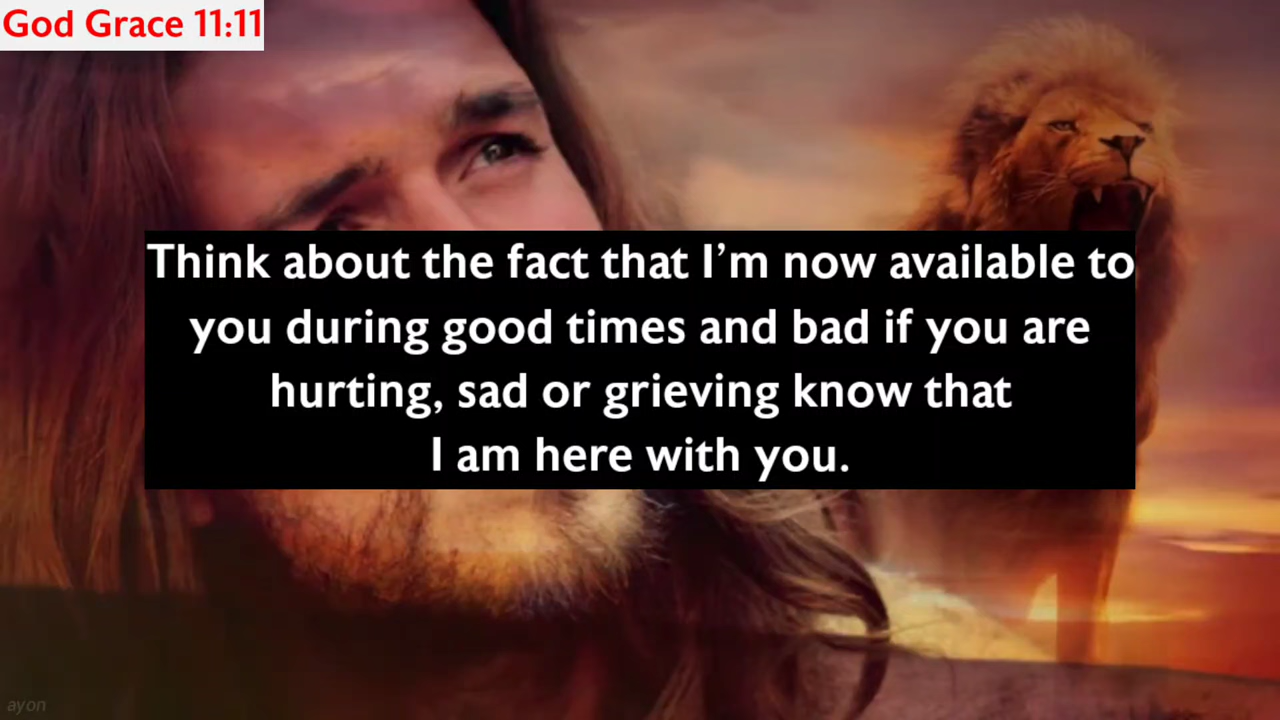 God Grace 11:11
Think about the fact that I’m now available to
you during good times and bad if you are
hurting, sad or grieving know that
I am here with you.
ayon